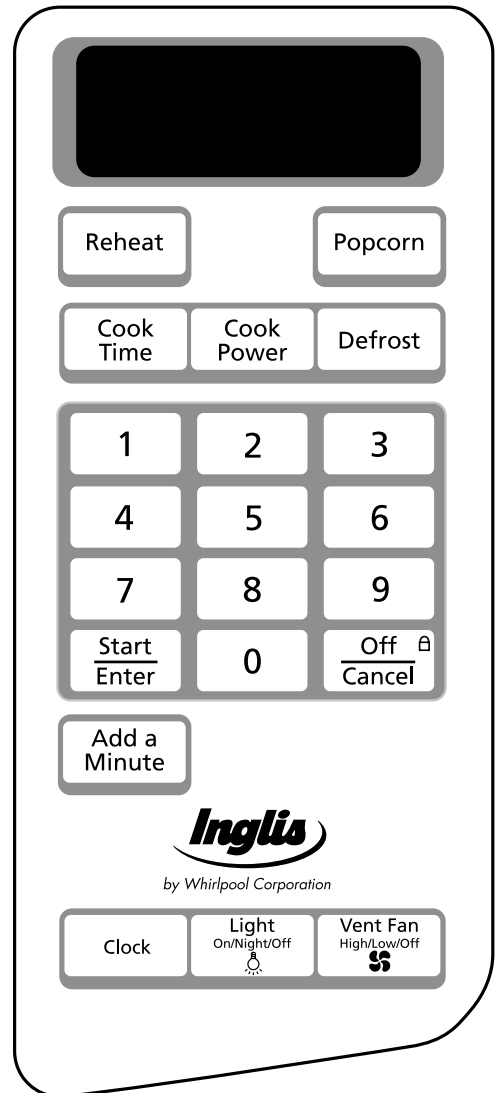 Reheat
Popcorn
Cook
Time
Cook
Power
Defrost
1
2
3
4
5
6
7
8
9
Start
Enter
0
Off
Cancel
Add a
Minute
Inglis
by Whirlpool Corporation
Clock
Light
On/Night/Off
Vent Fan
High/Low/Off